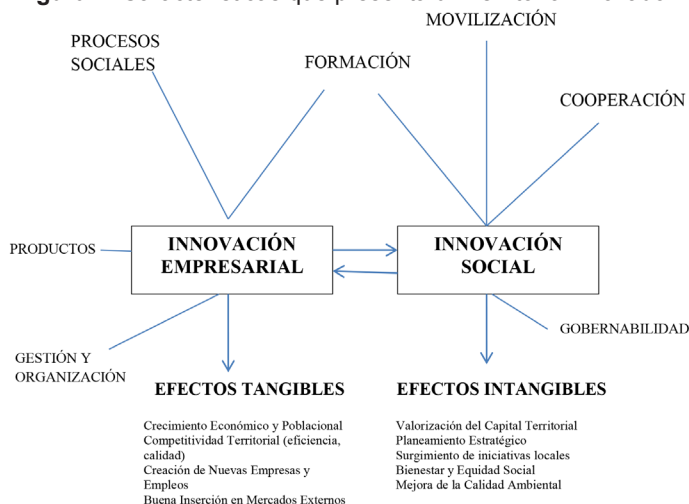 MOVILIZACIÓN
PROCESOS
SOCIALES
FORMACIÓN
COOPERACIÓN
INNOVACIÓN
EMPRESARIAL
INNOVACIÓN
SOCIAL
PRODUCTOS
GOBERNABILIDAD
GESTIÓN Y
ORGANIZACIÓN
EFECTOS TANGIBLES
Crecimiento Económico y Poblacional
Competitividad Territorial (eficiencia,
calidad)
Creación de Nuevas Empresas y
Empleos
Buena Inserción en Mercados Externos
EFECTOS INTANGIBLES
Valorización del Capital Territorial
Planeamiento Estratégico
Surgimiento de iniciativas locales
Bienestar y Equidad Social
Mejora de la Calidad Ambiental